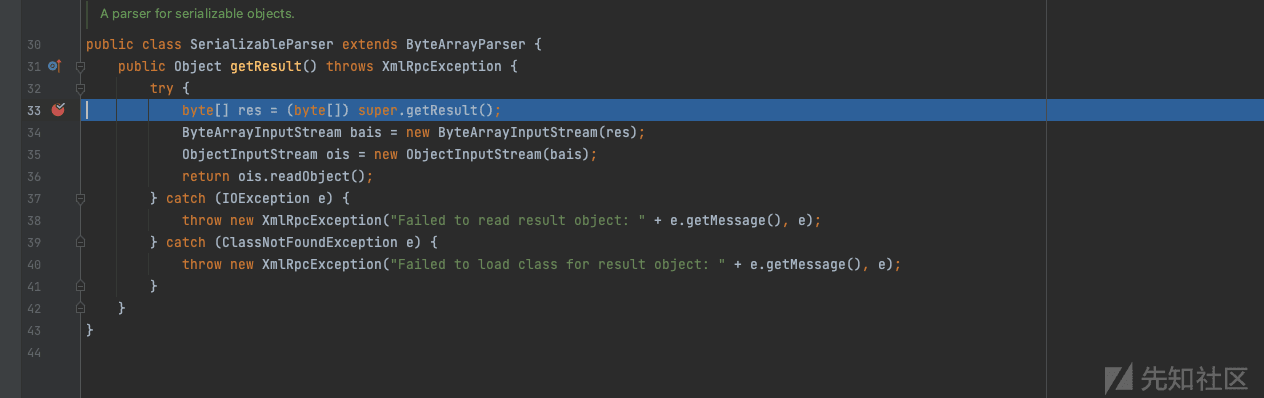 A parser for serializable objects.
30 public class SerializableParser extends ByteArrayParser {
31 public Object getResult() throws XmlRpcException {
32 try {
33 byte[] res = (byte[]) super.getResult();
34 ByteArrayInputStream bais = new ByteArrayInputStream(res);
35 ObjectInputStream ois = new ObjectInputStream(bais);
36 return ois.readObject();
37 } catch (IOException e) {
38 throw new XmlRpcException("Failed to read result object: " + e.getMessage(), e);
39 } catch (ClassNotFoundException e) {
40 throw new XmlRpcException("Failed to load class for result object: " + e.getMessage(), e);
41 }
42 }
43 }
44
先知社区